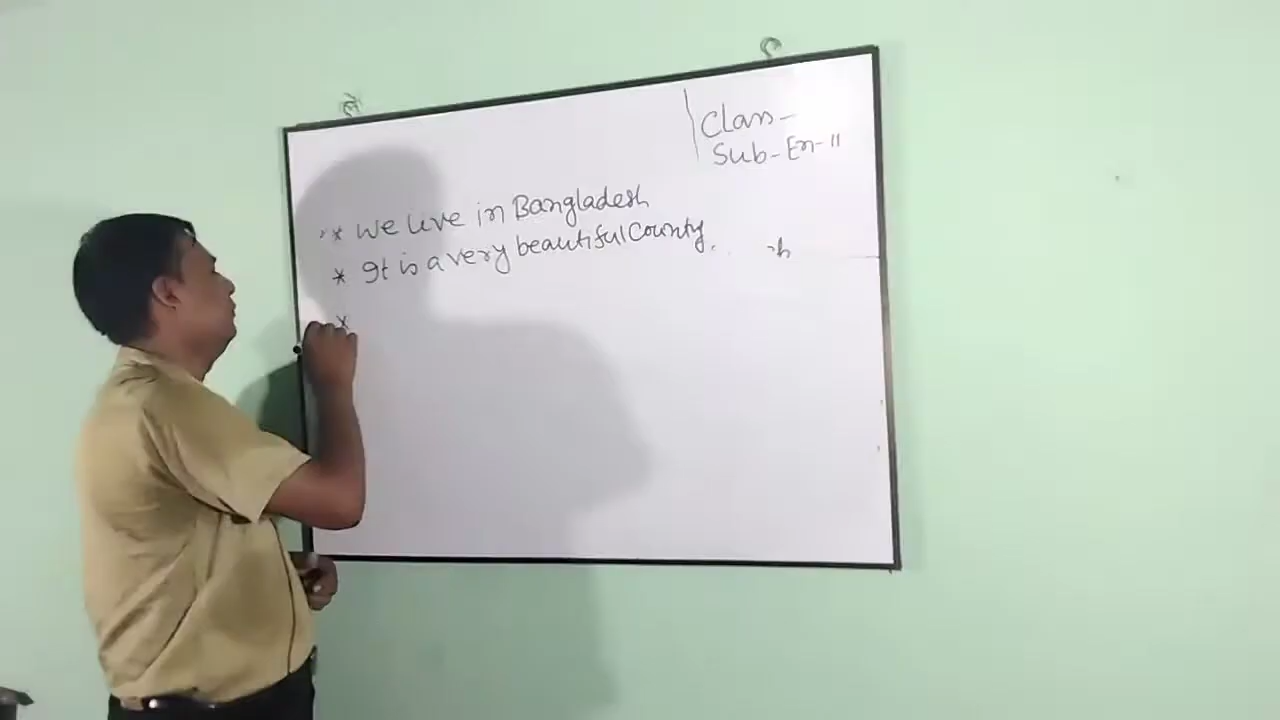 Class-
Sub-En-11
* We live in Bangladesh
* It is a very beautiful County.
*